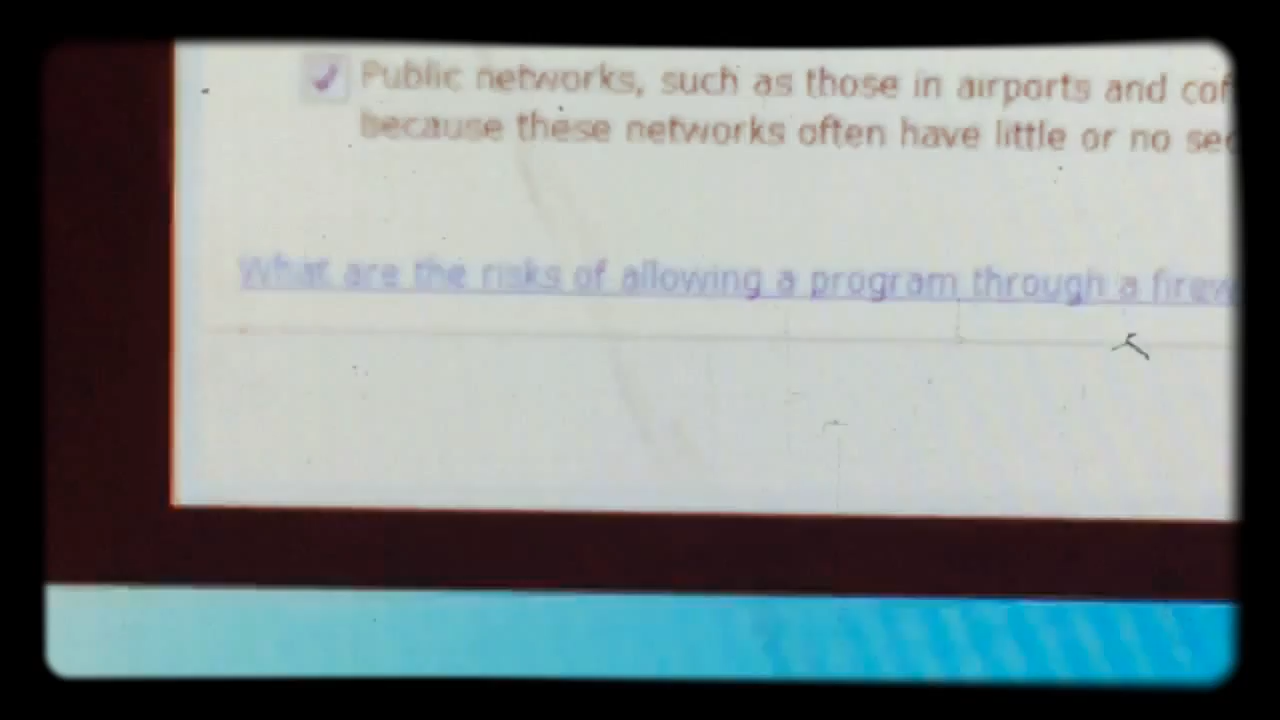 Public networks, such as those in airports and cof
because these networks often have little or no sec
What are the risks of allowing a program through a firew